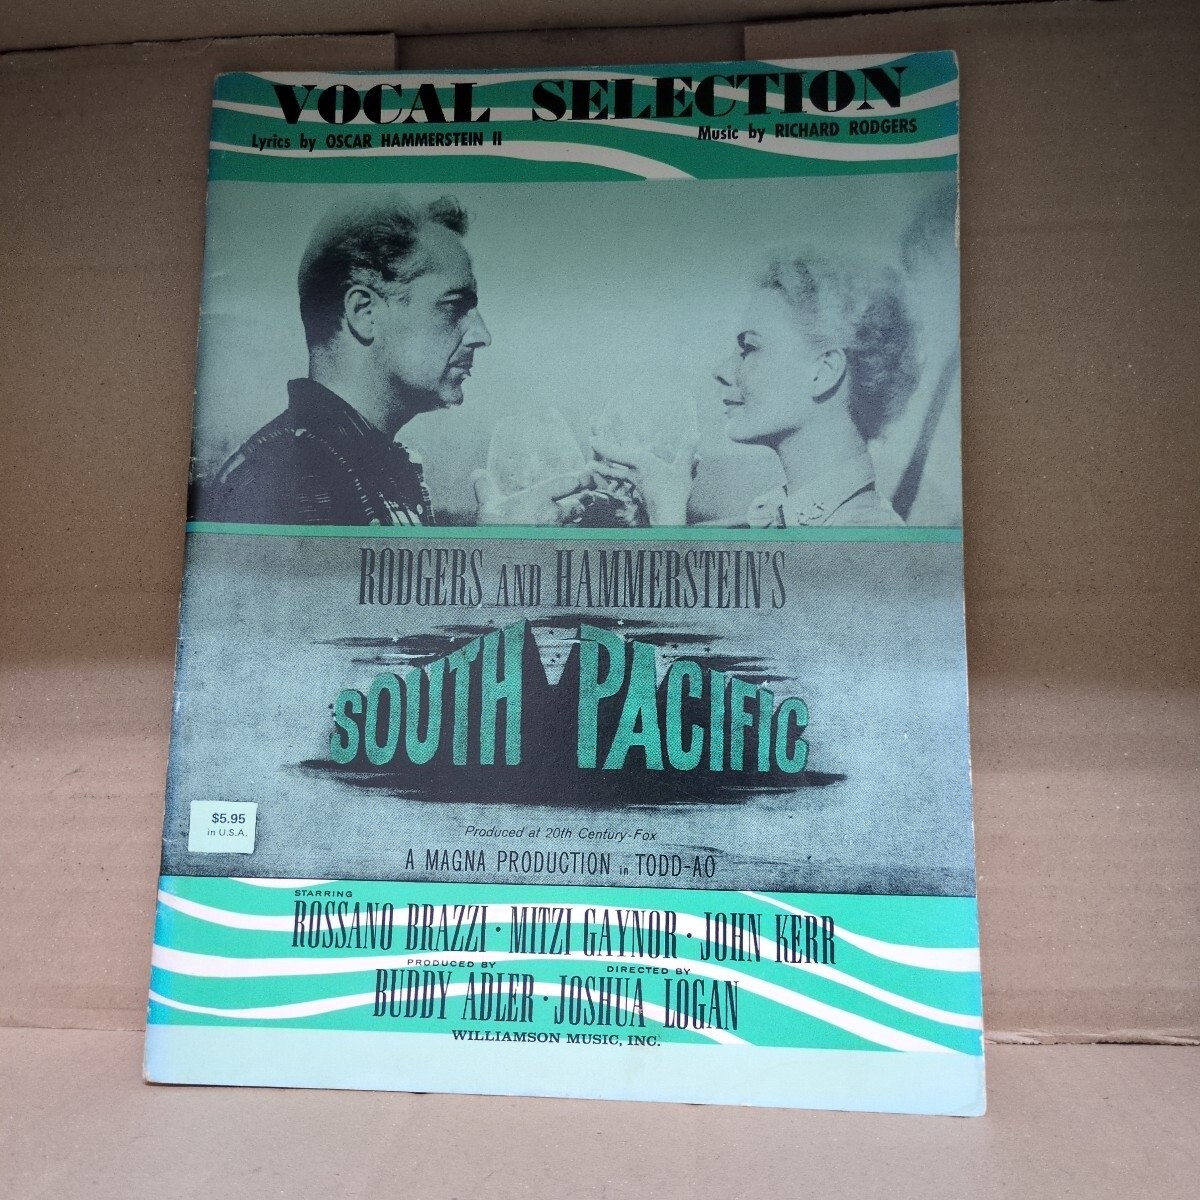 VOCAL SELECTION
Lyrics by OSCAR HAMMERSTEIN II
Music by RICHARD RODGERS
RODGERS AND HAMMERSTEIN'S
SOUTH PACIFIC
$5.95
in U.S.A.
Produced at 20th Century-Fox
A MAGNA PRODUCTION in TODD-AO
STARRING
ROSSANO BRAZZI · MITZI GAYNOR · JOHN KERR
PRODUCED BY
DIRECTED BY
BUDDY ADLER · JOSHUA LOGAN
WILLIAMSON MUSIC, INC.